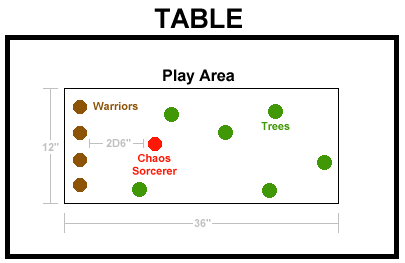 TABLE
Play Area
Warriors
Trees
2D6"
12"
Chaos
Sorcerer
36"